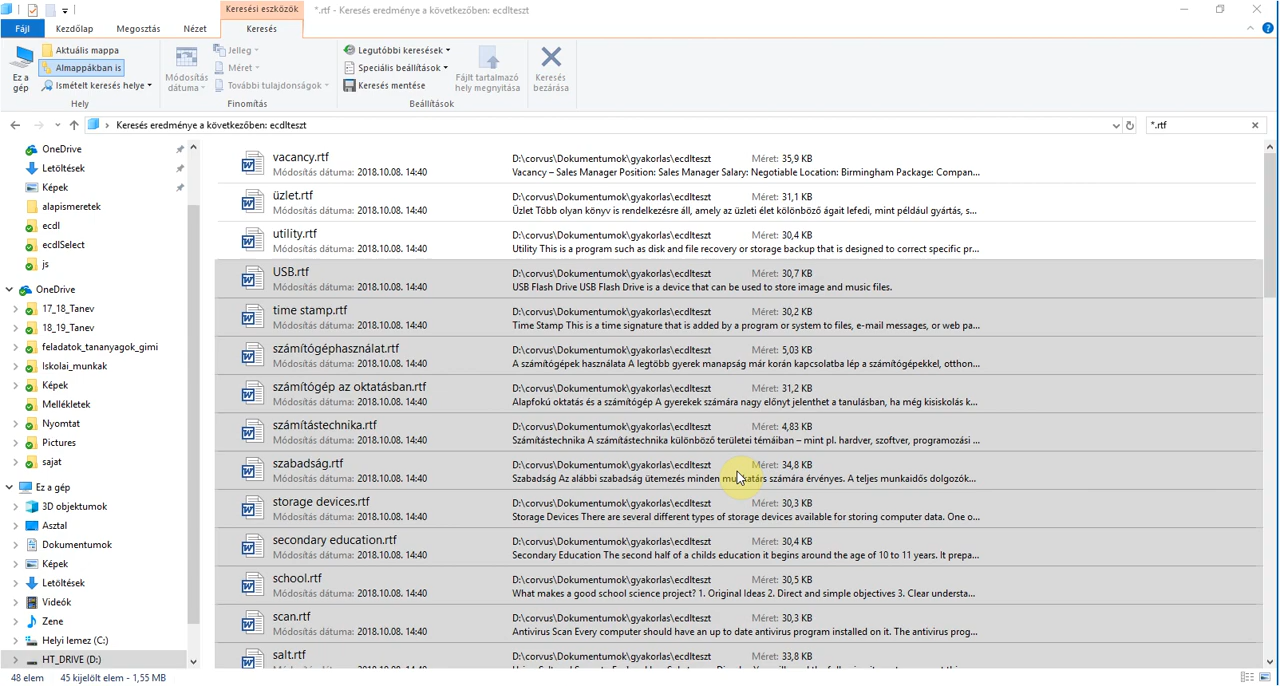 Keresési eszközök
*.rtf - Keresés eredménye a következőben: ecdlteszt
Fájl
Kezdőlap
Megosztás
Nézet
Keresés
Ez a gép
Aktuális mappa
Almappákban is
Ismételt keresés helye
Hely
Módosítás dátuma
Jelleg
Méret
További tulajdonságok
Finomítás
Legutóbbi keresések
Speciális beállítások
Keresés mentése
Fájlt tartalmazó hely megnyitása
Beállítások
Keresés bezárása
Keresés eredménye a következőben: ecdlteszt
*.rtf
OneDrive
Letöltések
Képek
alapismeretek
ecdl
ecdlSelect
js
OneDrive
17_18_Tanev
18_19_Tanev
feladatok_tananyagok_gimi
Iskolai_munkak
Képek
Mellékletek
Nyomtat
Pictures
sajat
Ez a gép
3D objektumok
Asztal
Dokumentumok
Képek
Letöltések
Videók
Zene
Helyi lemez (C:)
HT_DRIVE (D:)
vacancy.rtf D:\corvus\Dokumentumok\gyakorlas\ecdlteszt Méret: 35,9 KB
Módosítás dátuma: 2018.10.08. 14:40 Vacancy – Sales Manager Position: Sales Manager Salary: Negotiable Location: Birmingham Package: Compan...
üzlet.rtf D:\corvus\Dokumentumok\gyakorlas\ecdlteszt Méret: 31,1 KB
Módosítás dátuma: 2018.10.08. 14:40 Üzlet Több olyan könyv is rendelkezésre áll, amely az üzleti élet különböző ágait lefedi, mint például gyártás, s...
utility.rtf D:\corvus\Dokumentumok\gyakorlas\ecdlteszt Méret: 30,4 KB
Módosítás dátuma: 2018.10.08. 14:40 Utility This is a program such as disk and file recovery or storage backup that is designed to correct specific pr...
USB.rtf D:\corvus\Dokumentumok\gyakorlas\ecdlteszt Méret: 30,7 KB
Módosítás dátuma: 2018.10.08. 14:40 USB Flash Drive USB Flash Drive is a device that can be used to store image and music files.
time stamp.rtf D:\corvus\Dokumentumok\gyakorlas\ecdlteszt Méret: 30,2 KB
Módosítás dátuma: 2018.10.08. 14:40 Time Stamp This is a time signature that is added by a program or system to files, e-mail messages, or web pa...
számítógéphasználat.rtf D:\corvus\Dokumentumok\gyakorlas\ecdlteszt Méret: 5,03 KB
Módosítás dátuma: 2018.10.08. 14:40 A számítógépek használata A legtöbb gyerek manapság már korán kapcsolatba lép a számítógépekkel, otthon...
számítógép az oktatásban.rtf D:\corvus\Dokumentumok\gyakorlas\ecdlteszt Méret: 31,2 KB
Módosítás dátuma: 2018.10.08. 14:40 Alapfokú oktatás és a számítógép A gyerekek számára nagy előnyt jelenthet a tanulásban, ha még kisiskolás k...
számítástechnika.rtf D:\corvus\Dokumentumok\gyakorlas\ecdlteszt Méret: 4,83 KB
Módosítás dátuma: 2018.10.08. 14:40 Számítástechnika A számítástechnika különböző területei témáiban – mint pl. hardver, szoftver, programozási ...
szabadság.rtf D:\corvus\Dokumentumok\gyakorlas\ecdlteszt Méret: 34,8 KB
Módosítás dátuma: 2018.10.08. 14:40 Szabadság Az alábbi szabadság ütemezés minden munkatárs számára érvényes. A teljes munkaidős dolgozók...
storage devices.rtf D:\corvus\Dokumentumok\gyakorlas\ecdlteszt Méret: 30,3 KB
Módosítás dátuma: 2018.10.08. 14:40 Storage Devices There are several different types of storage devices available for storing computer data. One o...
secondary education.rtf D:\corvus\Dokumentumok\gyakorlas\ecdlteszt Méret: 30,4 KB
Módosítás dátuma: 2018.10.08. 14:40 Secondary Education The second half of a childs education it begins around the age of 10 to 11 years. It prepa...
school.rtf D:\corvus\Dokumentumok\gyakorlas\ecdlteszt Méret: 30,5 KB
Módosítás dátuma: 2018.10.08. 14:40 What makes a good school science project? 1. Original Ideas 2. Direct and simple objectives 3. Clear understa...
scan.rtf D:\corvus\Dokumentumok\gyakorlas\ecdlteszt Méret: 30,3 KB
Módosítás dátuma: 2018.10.08. 14:40 Antivirus Scan Every computer should have an up to date antivirus program installed on it. The antivirus prog...
salt.rtf D:\corvus\Dokumentumok\gyakorlas\ecdlteszt Méret: 33,8 KB
48 elem 45 kijelölt elem - 1,55 MB